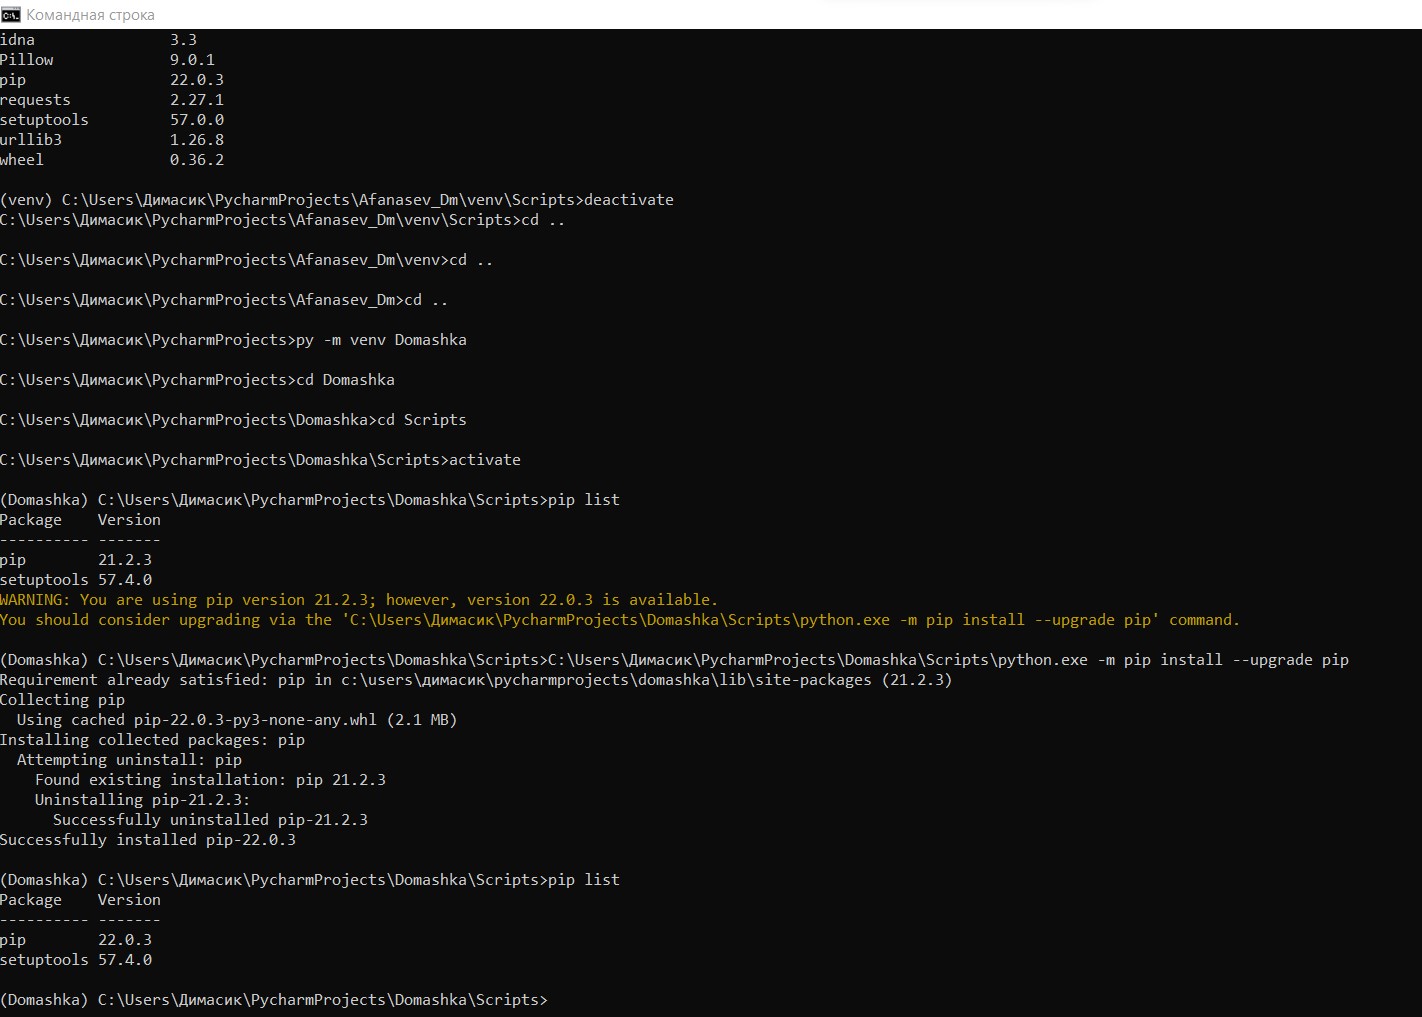 Командная строка
idna 3.3
Pillow 9.0.1
pip 22.0.3
requests 2.27.1
setuptools 57.0.0
urllib3 1.26.8
wheel 0.36.2
(venv) C:\Users\Димасик\PycharmProjects\Afanasev_Dm\venv\Scripts>deactivate
C:\Users\Димасик\PycharmProjects\Afanasev_Dm\venv\Scripts>cd ..
C:\Users\Димасик\PycharmProjects\Afanasev_Dm\venv>cd ..
C:\Users\Димасик\PycharmProjects\Afanasev_Dm>cd ..
C:\Users\Димасик\PycharmProjects>py -m venv Domashka
C:\Users\Димасик\PycharmProjects>cd Domashka
C:\Users\Димасик\PycharmProjects\Domashka>cd Scripts
C:\Users\Димасик\PycharmProjects\Domashka\Scripts>activate
(Domashka) C:\Users\Димасик\PycharmProjects\Domashka\Scripts>pip list
Package Version
---------- -------
pip 21.2.3
setuptools 57.4.0
WARNING: You are using pip version 21.2.3; however, version 22.0.3 is available.
You should consider upgrading via the 'C:\Users\Димасик\PycharmProjects\Domashka\Scripts\python.exe -m pip install --upgrade pip' command.
(Domashka) C:\Users\Димасик\PycharmProjects\Domashka\Scripts>C:\Users\Димасик\PycharmProjects\Domashka\Scripts\python.exe -m pip install --upgrade pip
Requirement already satisfied: pip in c:\users\димасик\pycharmprojects\domashka\lib\site-packages (21.2.3)
Collecting pip
Using cached pip-22.0.3-py3-none-any.whl (2.1 MB)
Installing collected packages: pip
Attempting uninstall: pip
Found existing installation: pip 21.2.3
Uninstalling pip-21.2.3:
Successfully uninstalled pip-21.2.3
Successfully installed pip-22.0.3
(Domashka) C:\Users\Димасик\PycharmProjects\Domashka\Scripts>pip list
Package Version
---------- -------
pip 22.0.3
setuptools 57.4.0
(Domashka) C:\Users\Димасик\PycharmProjects\Domashka\Scripts>